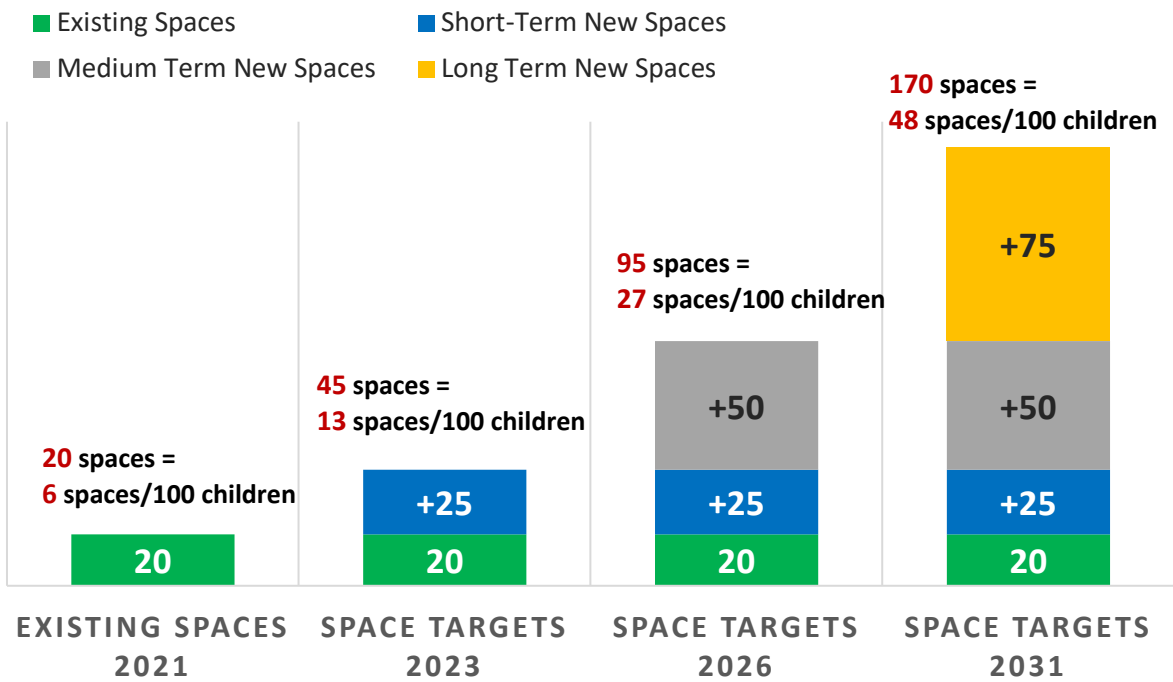 Existing Spaces
Short-Term New Spaces
Medium Term New Spaces
Long Term New Spaces
20 spaces =
6 spaces/100 children
45 spaces =
13 spaces/100 children
95 spaces =
27 spaces/100 children
170 spaces =
48 spaces/100 children
20
+25
20
+50
+25
20
+75
+50
+25
20
EXISTING SPACES
2021
SPACE TARGETS
2023
SPACE TARGETS
2026
SPACE TARGETS
2031